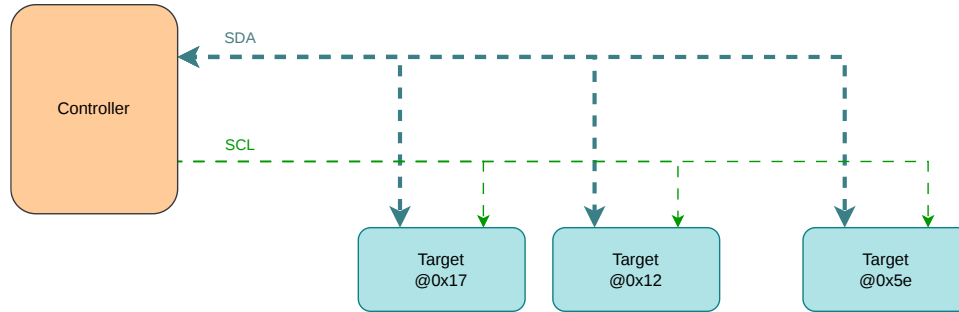 SDA
Controller
SCL
Target
@0x17
Target
@0x12
Target
@0x5e